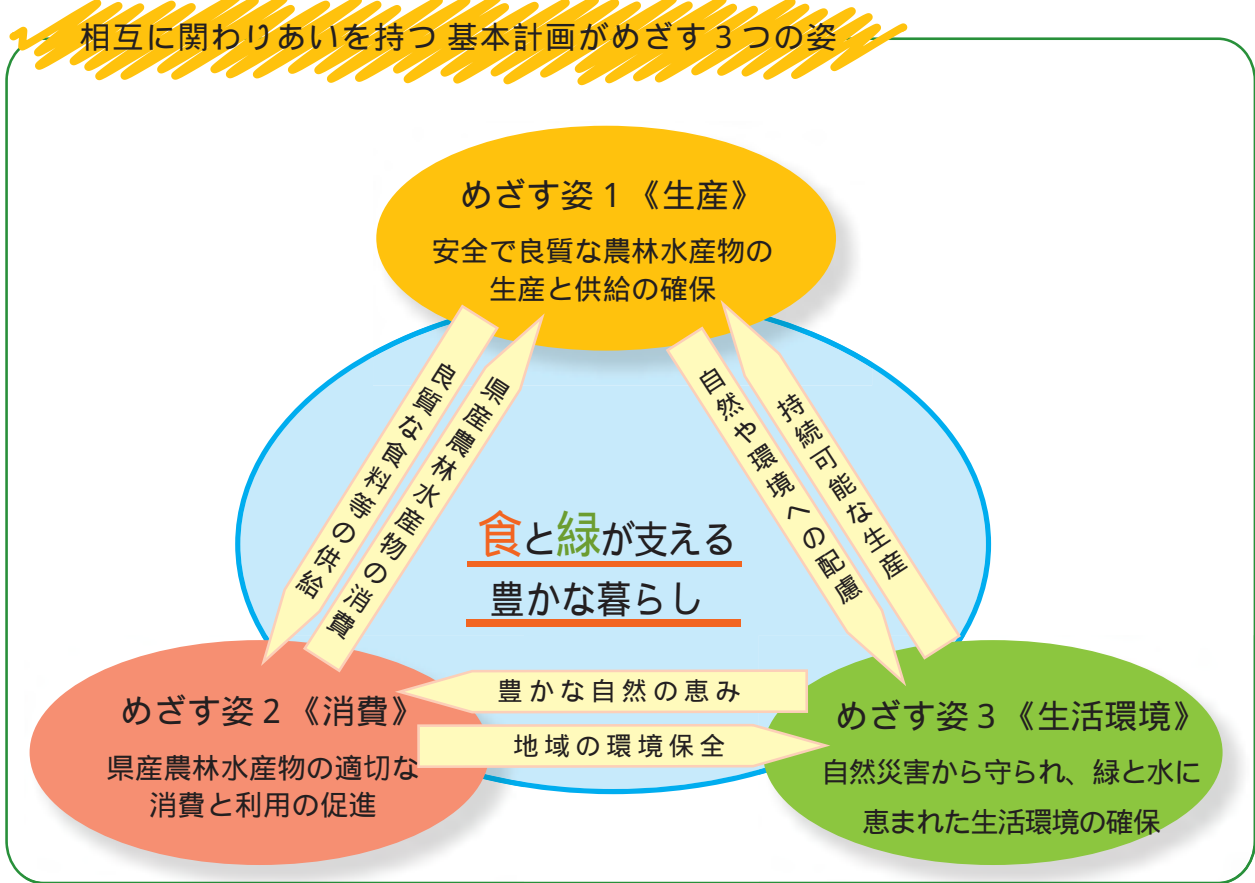 相互に関わりあいを持つ 基本計画がめざす3つの姿
めざす姿1《生産》
安全で良質な農林水産物の
生産と供給の確保
良質な食料等の供給
県産農林水産物の消費
自然や環境への配慮
持続可能な生産
食と緑が支える
豊かな暮らし
豊かな自然の恵み
地域の環境保全
めざす姿2《消費》
県産農林水産物の適切な
消費と利用の促進
めざす姿3《生活環境》
自然災害から守られ、緑と水に
恵まれた生活環境の確保